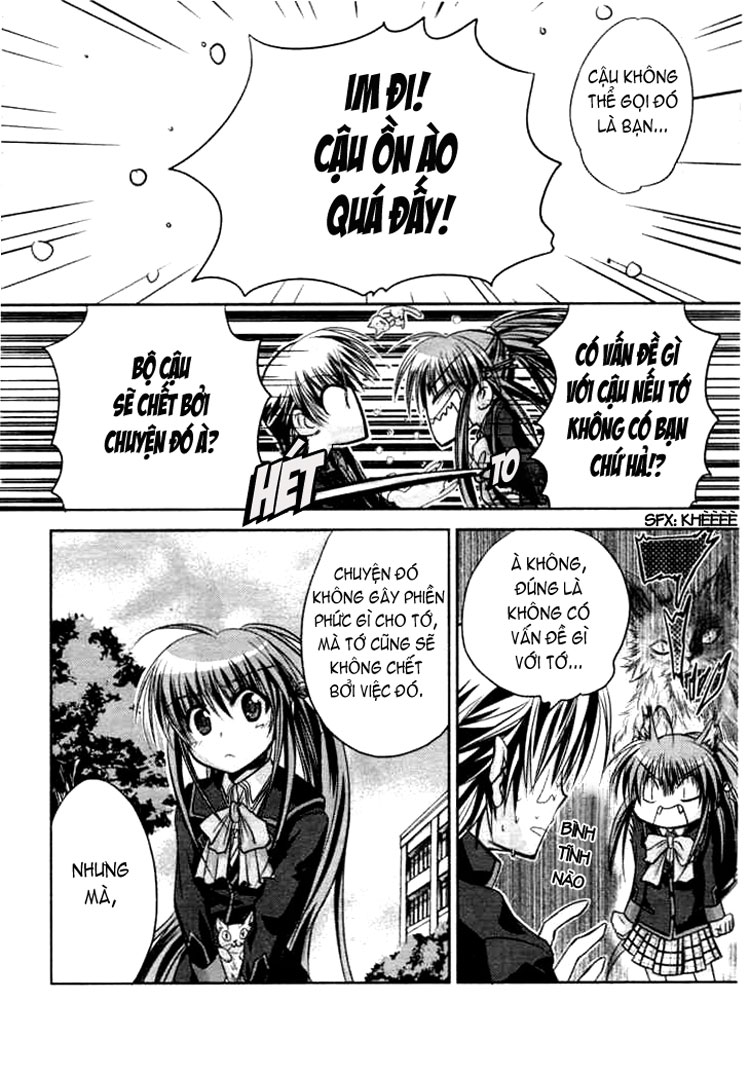 CẬU KHÔNG
THỂ GỌI ĐÓ
LÀ BẠN...
IM ĐI!
CẬU ỒN ÀO
QUÁ ĐẤY!
CÓ VẤN ĐỀ GÌ
VỚI CẬU NẾU TỚ
KHÔNG CÓ BẠN
CHỨ HẢ!?
BỘ CẬU
SẼ CHẾT BỞI
CHUYỆN ĐÓ À?
HÉT
TO
SFX: KHÈÈÈÈ
À KHÔNG,
ĐÚNG LÀ
KHÔNG CÓ
VẤN ĐỀ GÌ
VỚI TỚ...
BÌNH
TĨNH
NÀO
CHUYỆN ĐÓ
KHÔNG GÂY PHIỀN
PHỨC GÌ CHO TỚ,
MÀ TỚ CŨNG SẼ
KHÔNG CHẾT
BỞI VIỆC ĐÓ.
NHƯNG
MÀ,